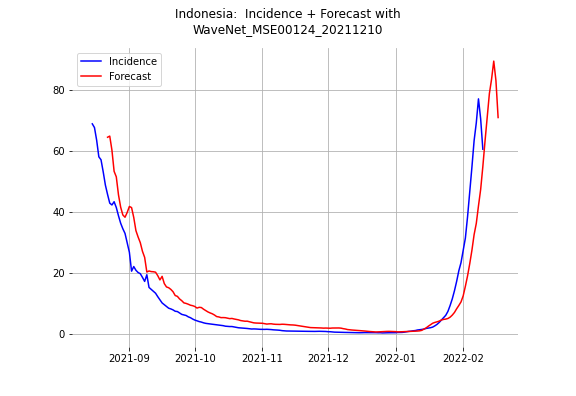 Indonesia:  Incidence + Forecast with
WaveNet_MSE00124_20211210
Incidence
Forecast
80
60
40
20
0
2021-09 2021-10 2021-11 2021-12 2022-01 2022-02